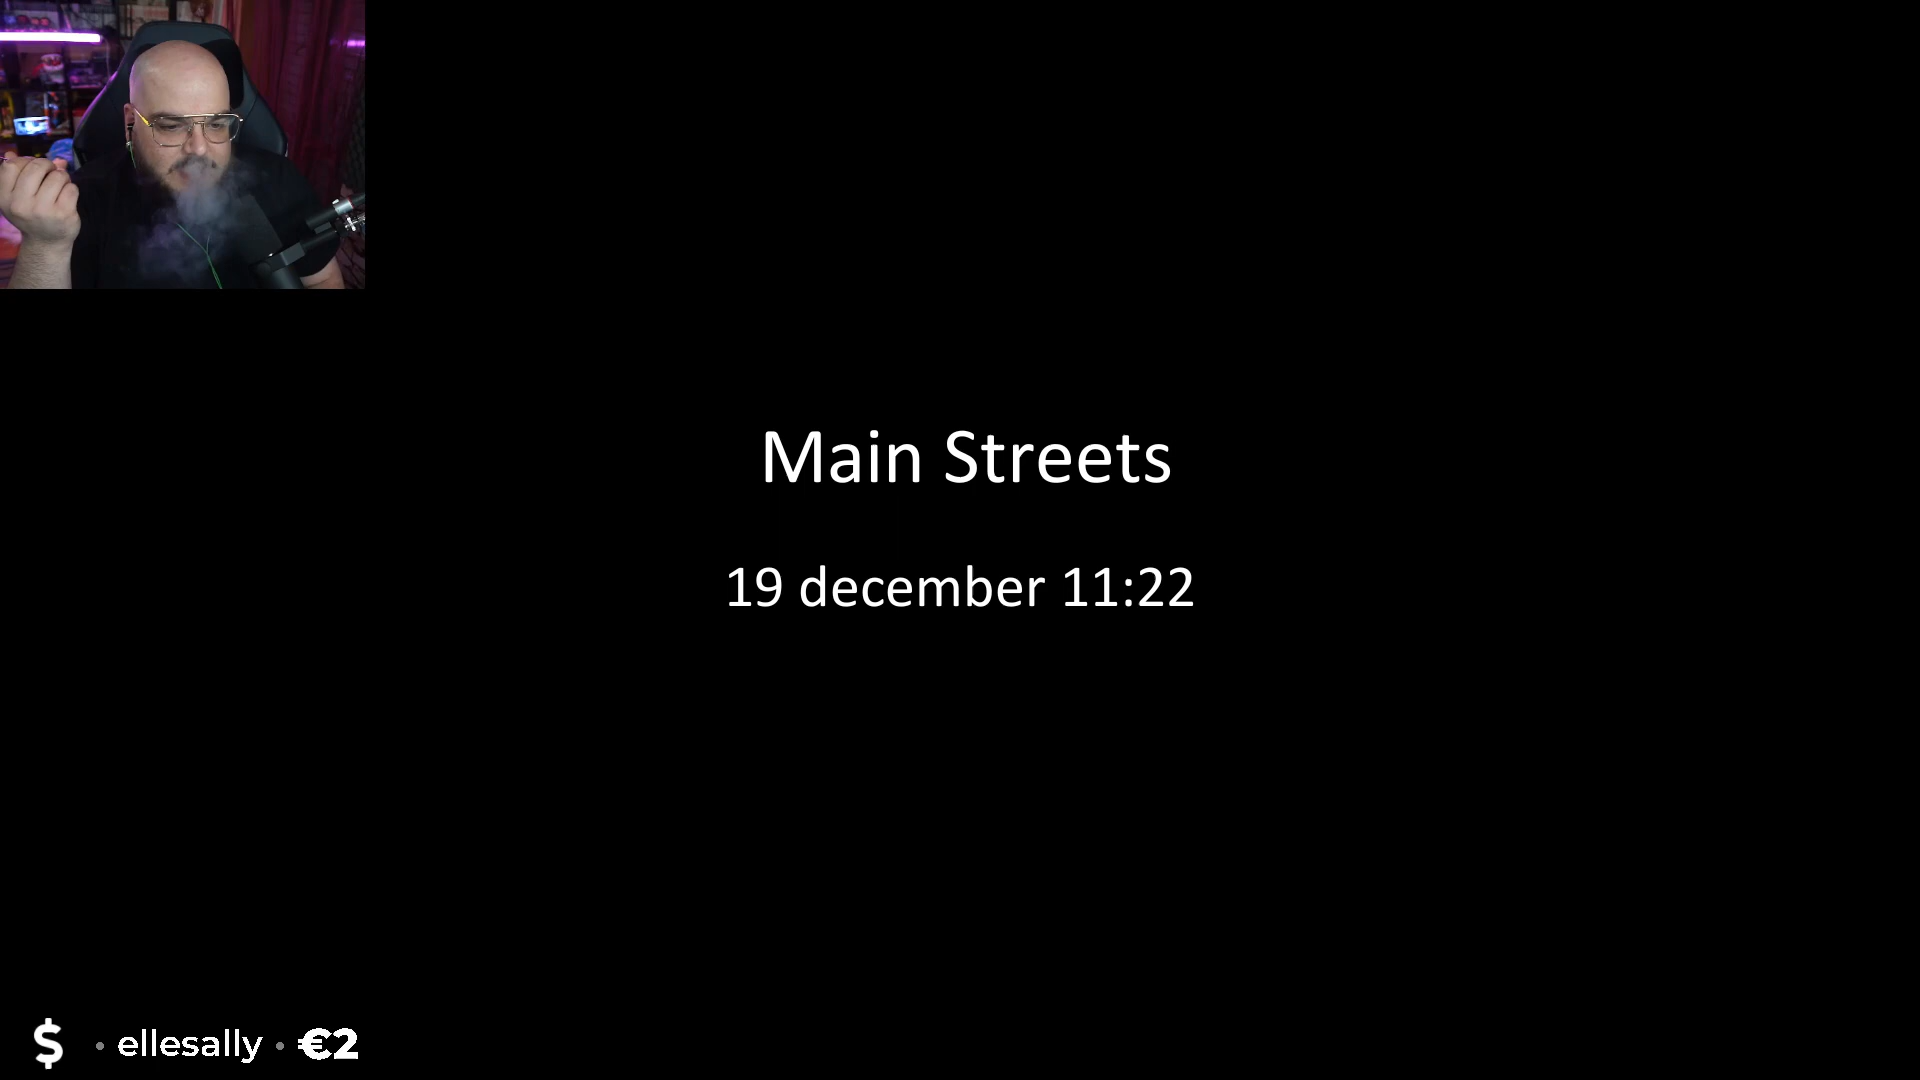 Main Streets
19 december 11:22
$ • ellesally • €2